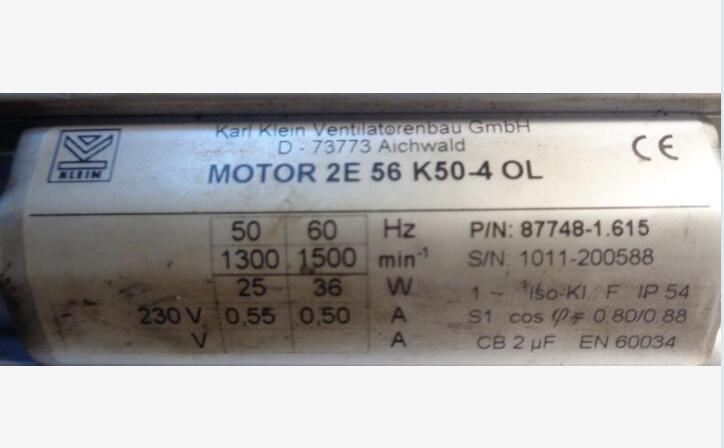 Karl Klein Ventilatorenbau GmbH
D - 73773 Aichwald
KLEIN
CE
MOTOR 2E 56 K50-4 OL
50 60 Hz P/N: 87748-1.615
1300 1500 min⁻¹ S/N: 1011-200588
25 36 W 1 ~ Iso-Kl. F IP 54
230 V 0,55 0,50 A S1 cos φ= 0.80/0.88
V A CB 2 µF EN 60034